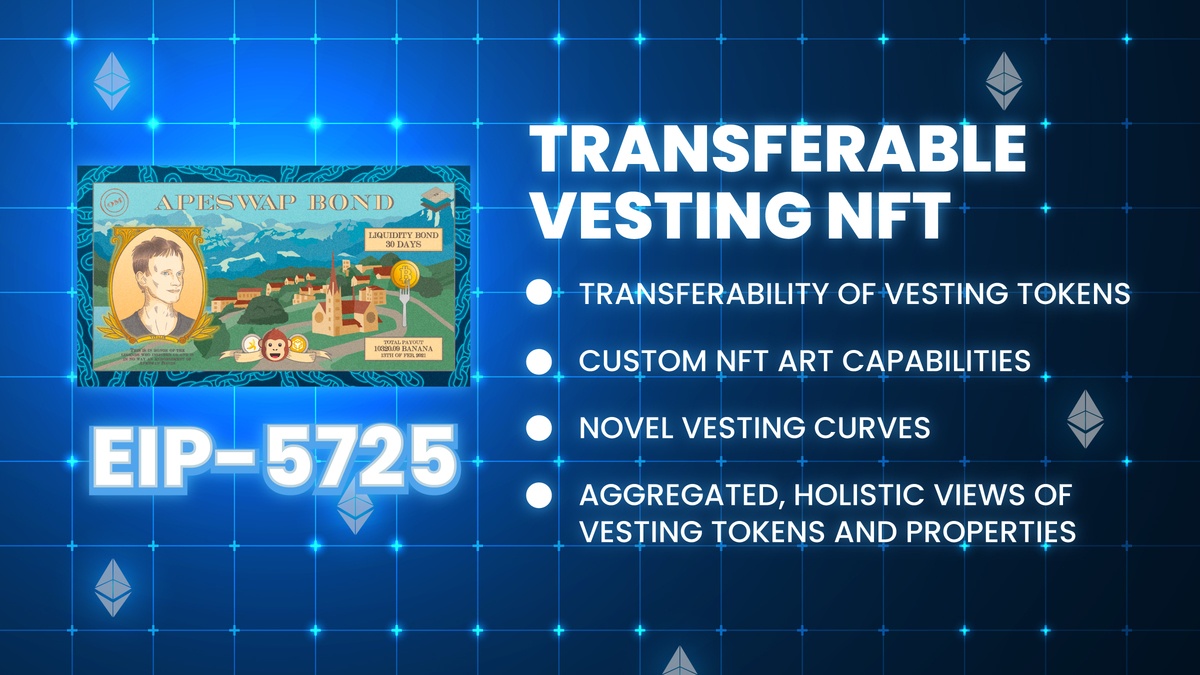 APESWAP BOND
LIQUIDITY BOND
30 DAYS
TOTAL PAYOUT
10320.09 BANANA
15TH OF FEB, 2021
EIP-5725
TRANSFERABLE
VESTING NFT
TRANSFERABILITY OF VESTING TOKENS
CUSTOM NFT ART CAPABILITIES
NOVEL VESTING CURVES
AGGREGATED, HOLISTIC VIEWS OF
VESTING TOKENS AND PROPERTIES